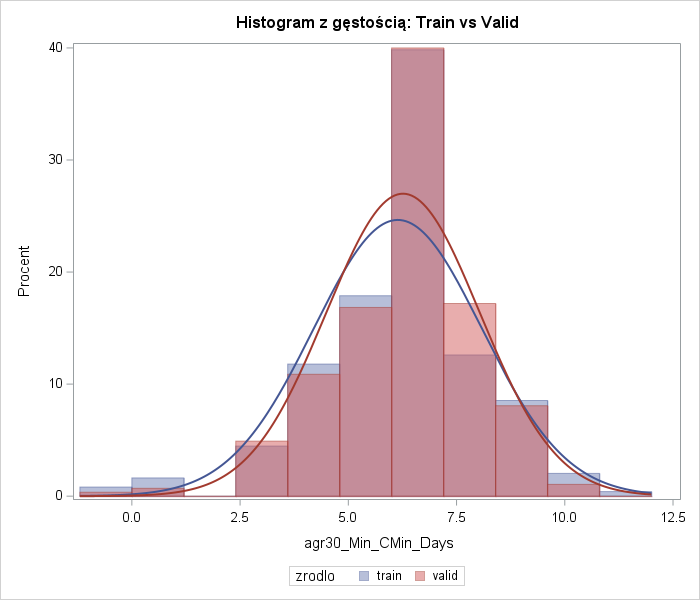 Histogram z gęstością: Train vs Valid
40
30
20
10
0
Procent
0.0 2.5 5.0 7.5 10.0 12.5
agr30_Min_CMin_Days
zrodlo train valid